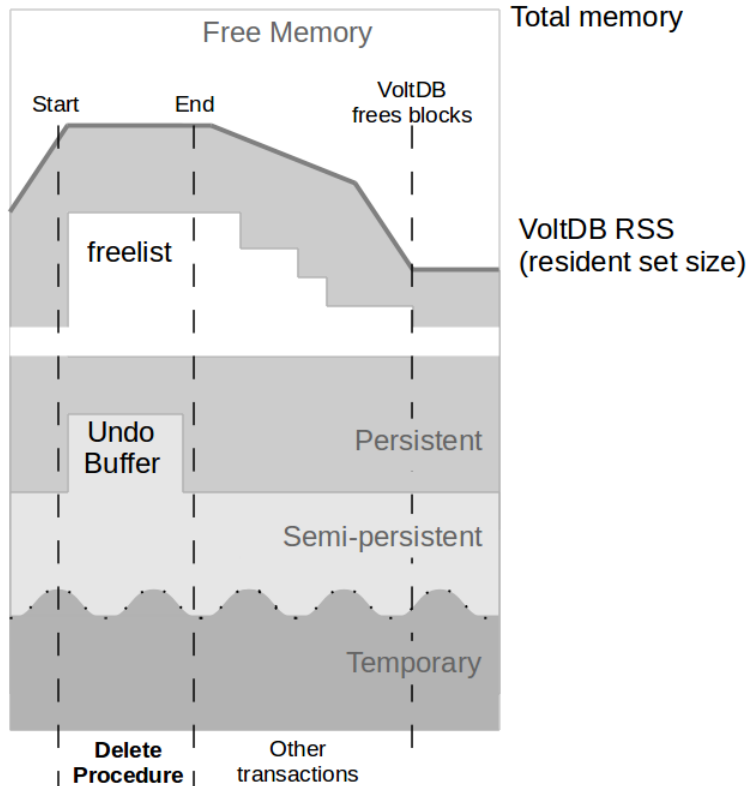 Total memory
Free Memory
Start
End
VoltDB
frees blocks
freelist
VoltDB RSS
(resident set size)
Undo
Buffer
Persistent
Semi-persistent
Temporary
Delete
Procedure
Other
transactions